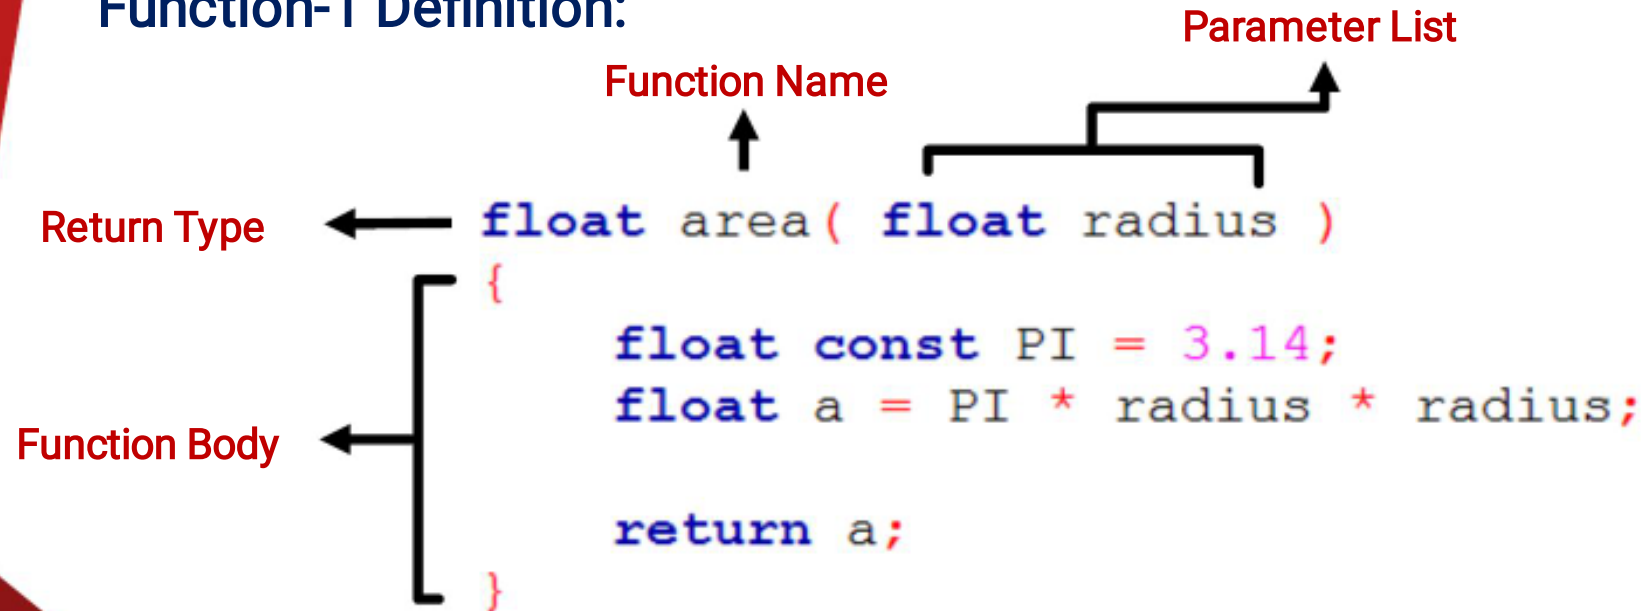 Function-1 Definition:
Parameter List
Function Name
Return Type
float area( float radius )
{
float const PI = 3.14;
float a = PI * radius * radius;
Function Body
return a;
}